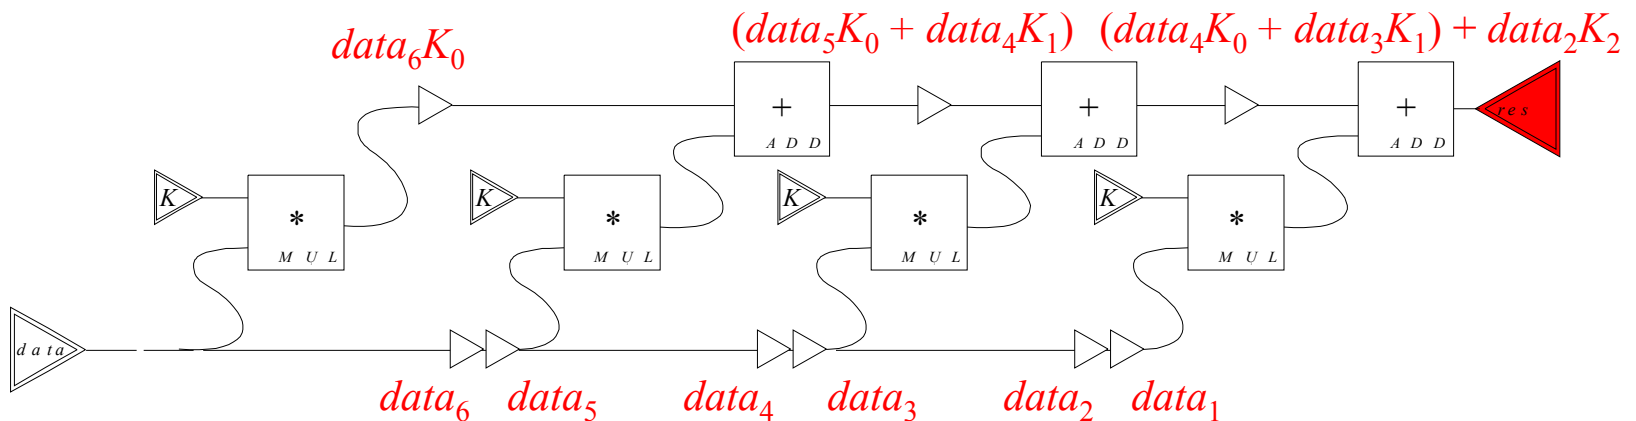 data₆K₀
(data₅K₀ + data₄K₁)
(data₄K₀ + data₃K₁) + data₂K₂
+
ADD
+
ADD
+
ADD
res
K
*
MUL
K
*
MUL
K
*
MUL
K
*
MUL
data
data₆
data₅
data₄
data₃
data₂
data₁